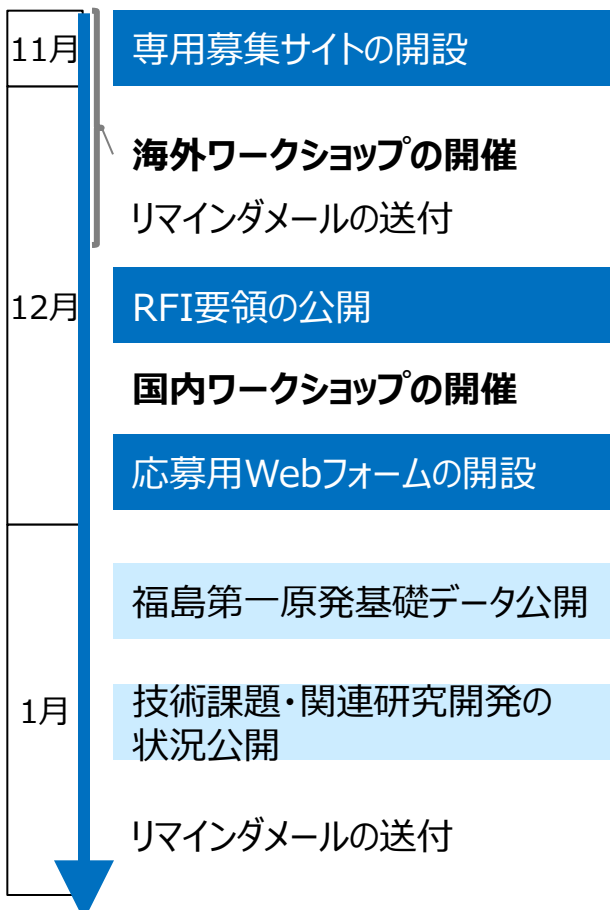 11月
専用募集サイトの開設
海外ワークショップの開催
リマインダメールの送付
12月
RFI要領の公開
国内ワークショップの開催
応募用Webフォームの開設
福島第一原発基礎データ公開
1月
技術課題・関連研究開発の
状況公開
リマインダメールの送付